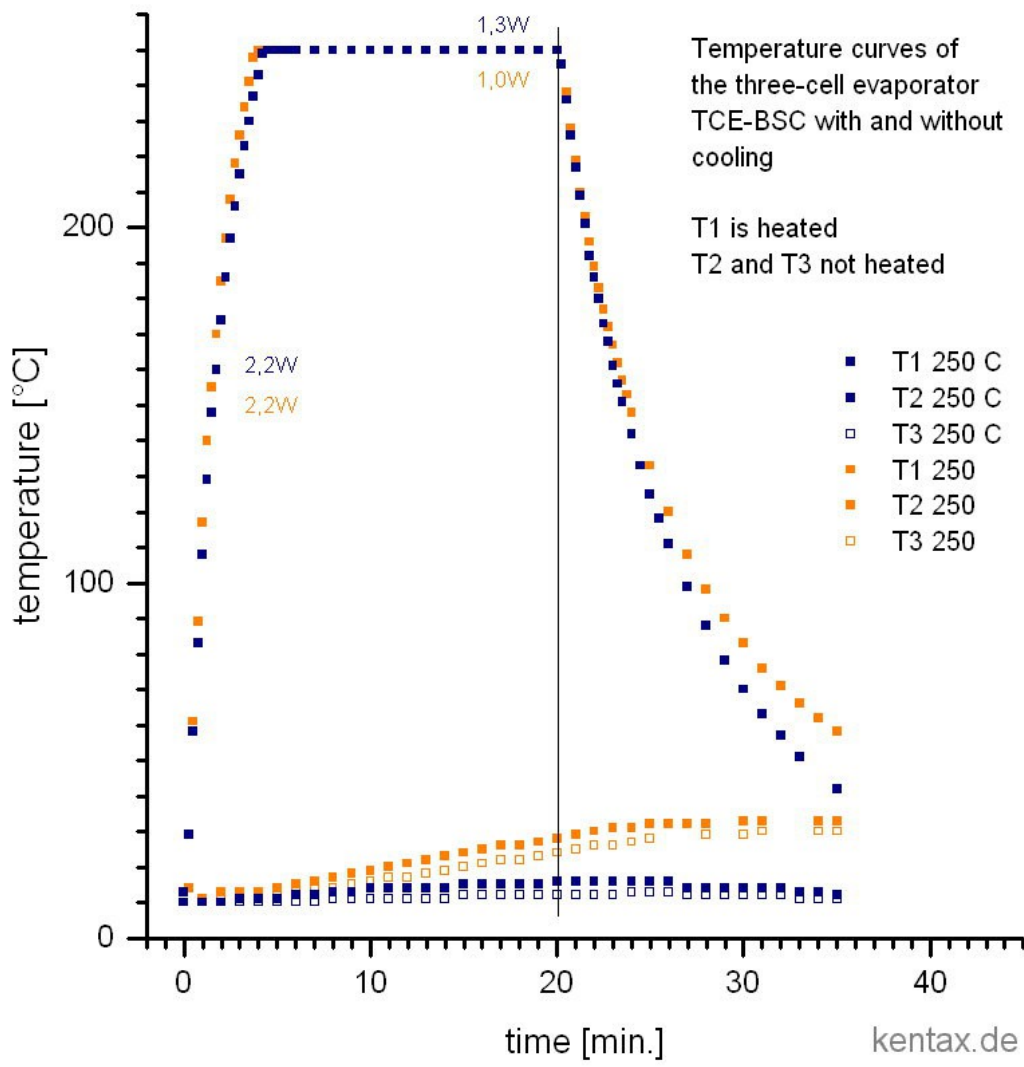 1,3W
1,0W
Temperature curves of
the three-cell evaporator
TCE-BSC with and without
cooling
T1 is heated
T2 and T3 not heated
200
2,2W
2,2W
T1 250 C
T2 250 C
T3 250 C
T1 250
T2 250
T3 250
temperature [°C]
100
0
0 10 20 30 40
time [min.]
kentax.de